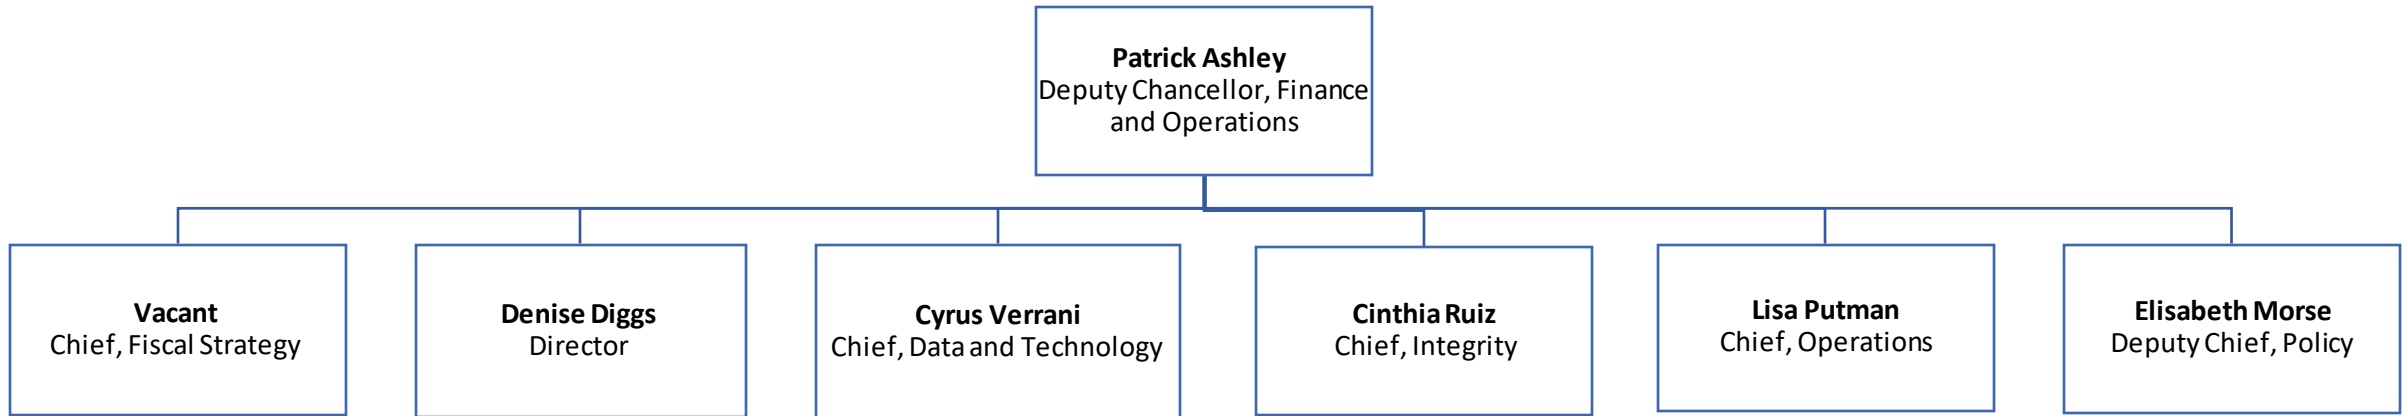 Patrick Ashley
Deputy Chancellor, Finance
and Operations
Vacant
Chief, Fiscal Strategy
Denise Diggs
Director
Cyrus Verrani
Chief, Data and Technology
Cinthia Ruiz
Chief, Integrity
Lisa Putman
Chief, Operations
Elisabeth Morse
Deputy Chief, Policy